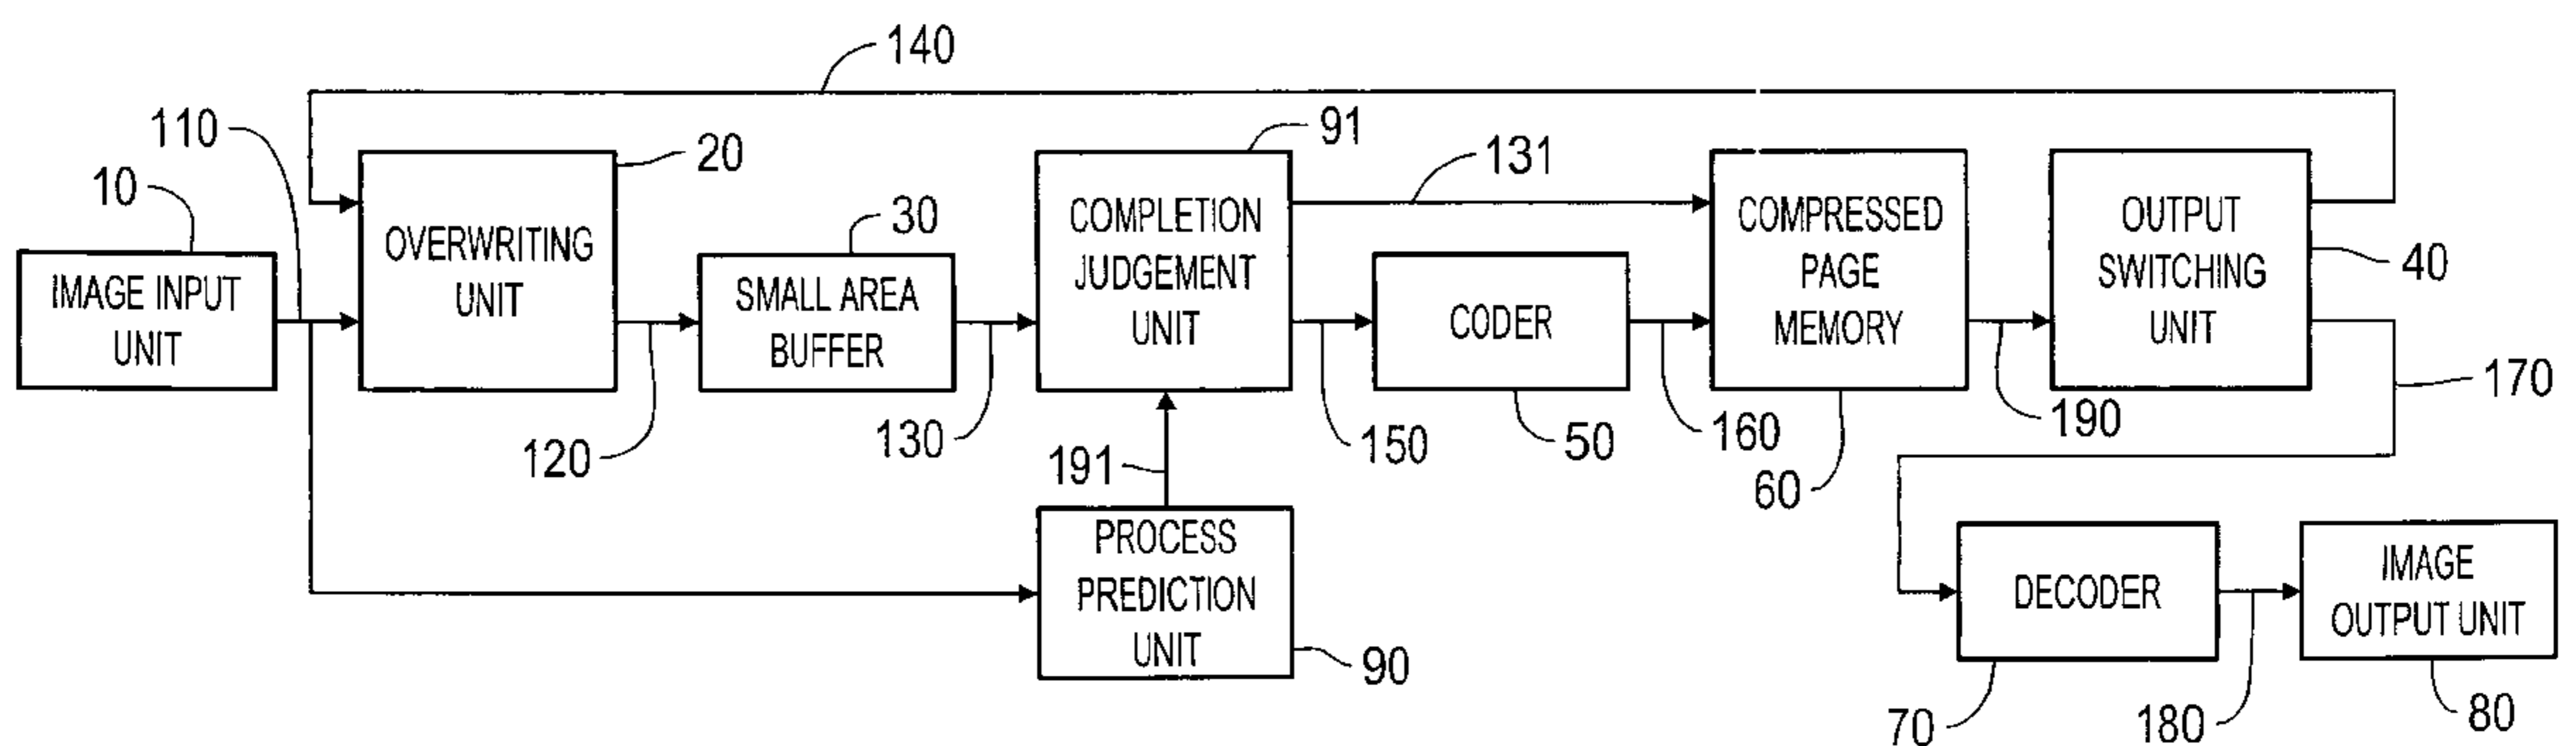 140
110
20
91
131
10
30
IMAGE INPUT
UNIT
OVERWRITING
UNIT
SMALL AREA
BUFFER
COMPLETION
JUDGEMENT
UNIT
CODER
COMPRESSED
PAGE
MEMORY
OUTPUT
SWITCHING
UNIT
40
120
130
191
150
50
160
60
190
170
PROCESS
PREDICTION
UNIT
90
DECODER
IMAGE
OUTPUT UNIT
70
180
80